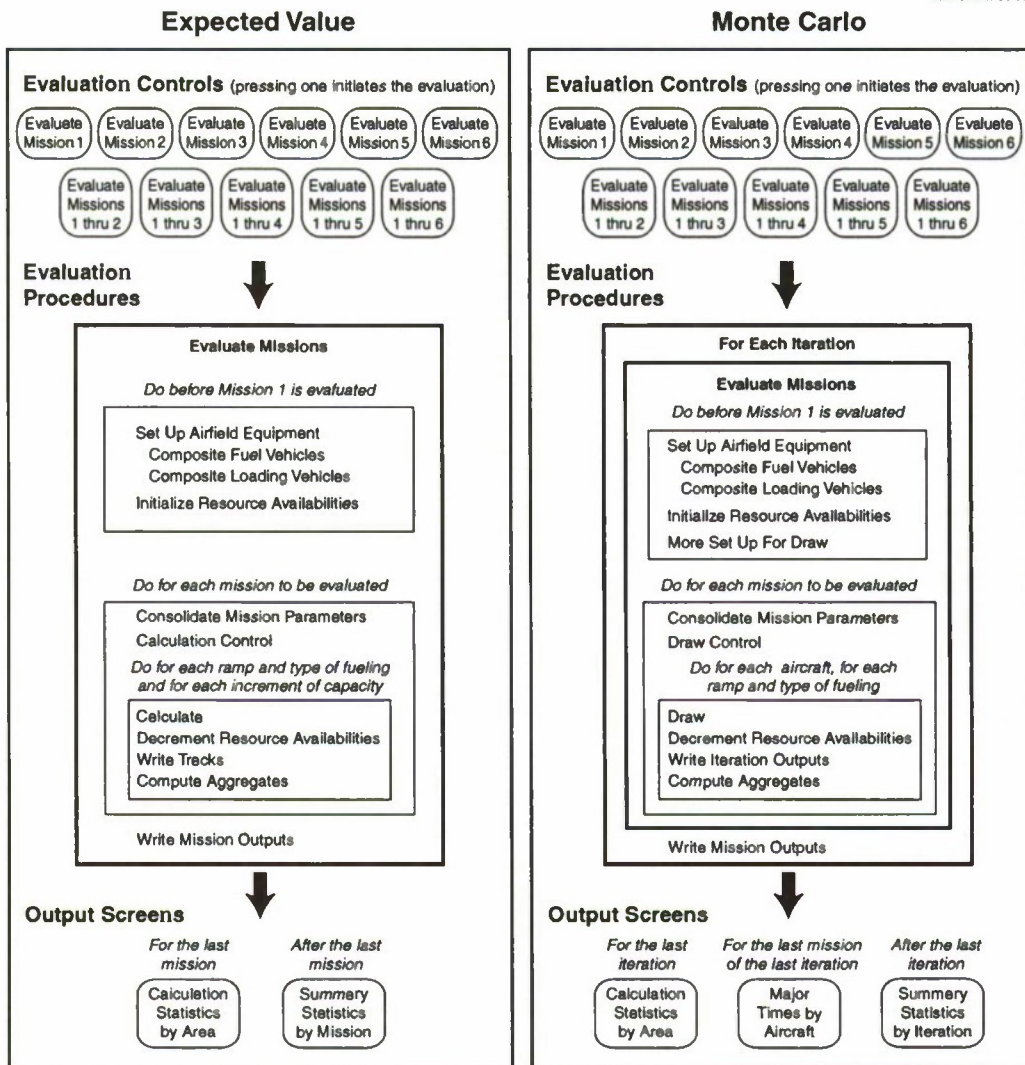 Expected Value
Evaluation Controls (pressing one initiates the evaluation)
Evaluate Mission 1
Evaluate Mission 2
Evaluate Mission 3
Evaluate Mission 4
Evaluate Mission 5
Evaluate Mission 6
Evaluate Missions 1 thru 2
Evaluate Missions 1 thru 3
Evaluate Missions 1 thru 4
Evaluate Missions 1 thru 5
Evaluate Missions 1 thru 6
Evaluation
Procedures
Evaluate Missions
Do before Mission 1 is evaluated
Set Up Airfield Equipment
Composite Fuel Vehicles
Composite Loading Vehicles
Initialize Resource Availabilities
Do for each mission to be evaluated
Consolidate Mission Parameters
Calculation Control
Do for each ramp and type of fueling
and for each increment of capacity
Calculate
Decrement Resource Availabilities
Write Tracks
Compute Aggregates
Write Mission Outputs
Output Screens
For the last
mission
Calculation
Statistics
by Area
After the last
mission
Summary
Statistics
by Mission
Monte Carlo
Evaluation Controls (pressing one initiates the evaluation)
Evaluate Mission 1
Evaluate Mission 2
Evaluate Mission 3
Evaluate Mission 4
Evaluate Mission 5
Evaluate Mission 6
Evaluate Missions 1 thru 2
Evaluate Missions 1 thru 3
Evaluate Missions 1 thru 4
Evaluate Missions 1 thru 5
Evaluate Missions 1 thru 6
Evaluation
Procedures
For Each Iteration
Evaluate Missions
Do before Mission 1 is evaluated
Set Up Airfield Equipment
Composite Fuel Vehicles
Composite Loading Vehicles
Initialize Resource Availabilities
More Set Up For Draw
Do for each mission to be evaluated
Consolidate Mission Parameters
Draw Control
Do for each aircraft, for each
ramp and type of fueling
Draw
Decrement Resource Availabilities
Write Iteration Outputs
Compute Aggregates
Write Mission Outputs
Output Screens
For the last
iteration
Calculation
Statistics
by Area
For the last mission
of the last iteration
Major
Times by
Aircraft
After the last
iteration
Summary
Statistics
by Iteration